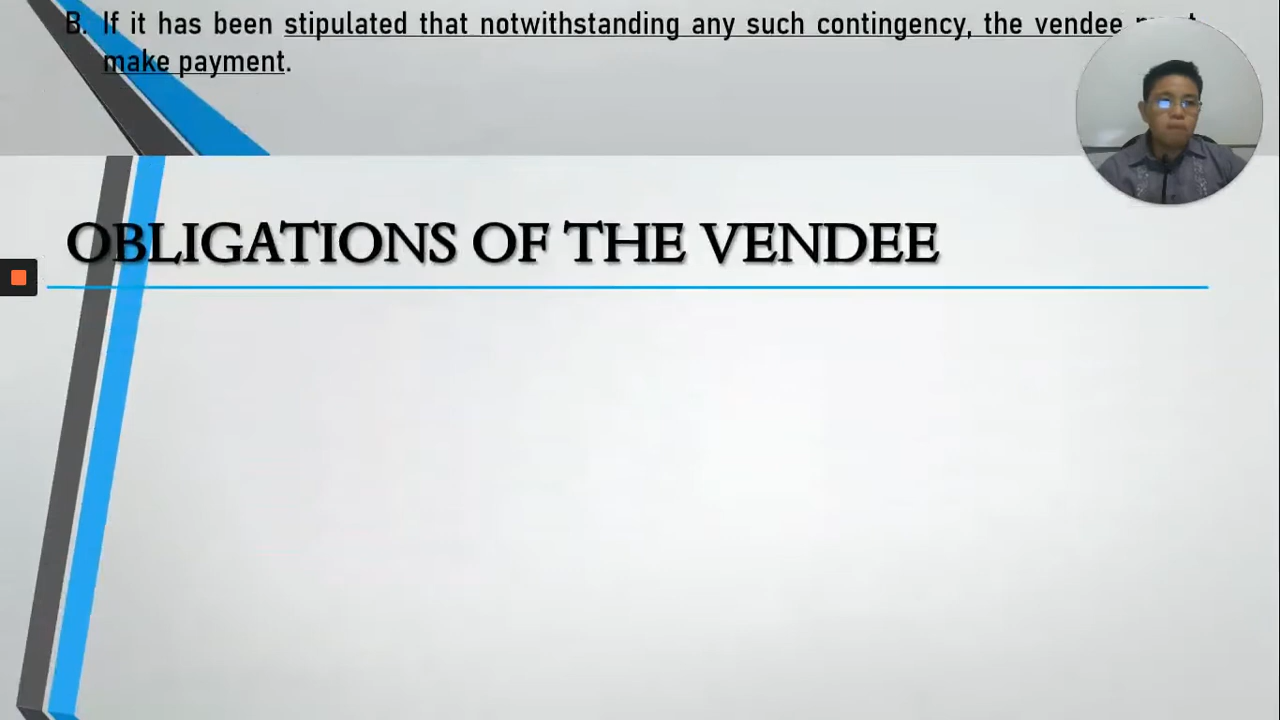 B. If it has been stipulated that notwithstanding any such contingency, the vendee
make payment.
OBLIGATIONS OF THE VENDEE